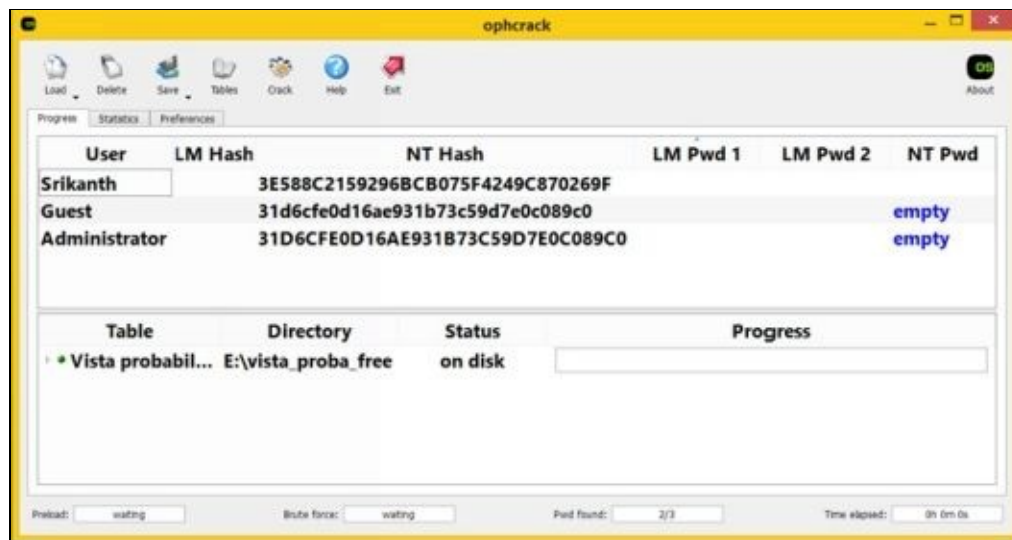 ophcrack
OS
Load Delete Save Tables Crack Help Exit About
Progress Statistics Preferences
User LM Hash NT Hash LM Pwd 1 LM Pwd 2 NT Pwd
Srikanth 3E588C2159296BCB075F4249C870269F
Guest 31d6cfe0d16ae931b73c59d7e0c089c0 empty
Administrator 31D6CFE0D16AE931B73C59D7E0C089C0 empty
Table Directory Status Progress
Vista probabil... E:\vista_proba_free on disk
Preload: waiting Brute force: waiting Pwd found: 2/3 Time elapsed: 0h 0m 0s